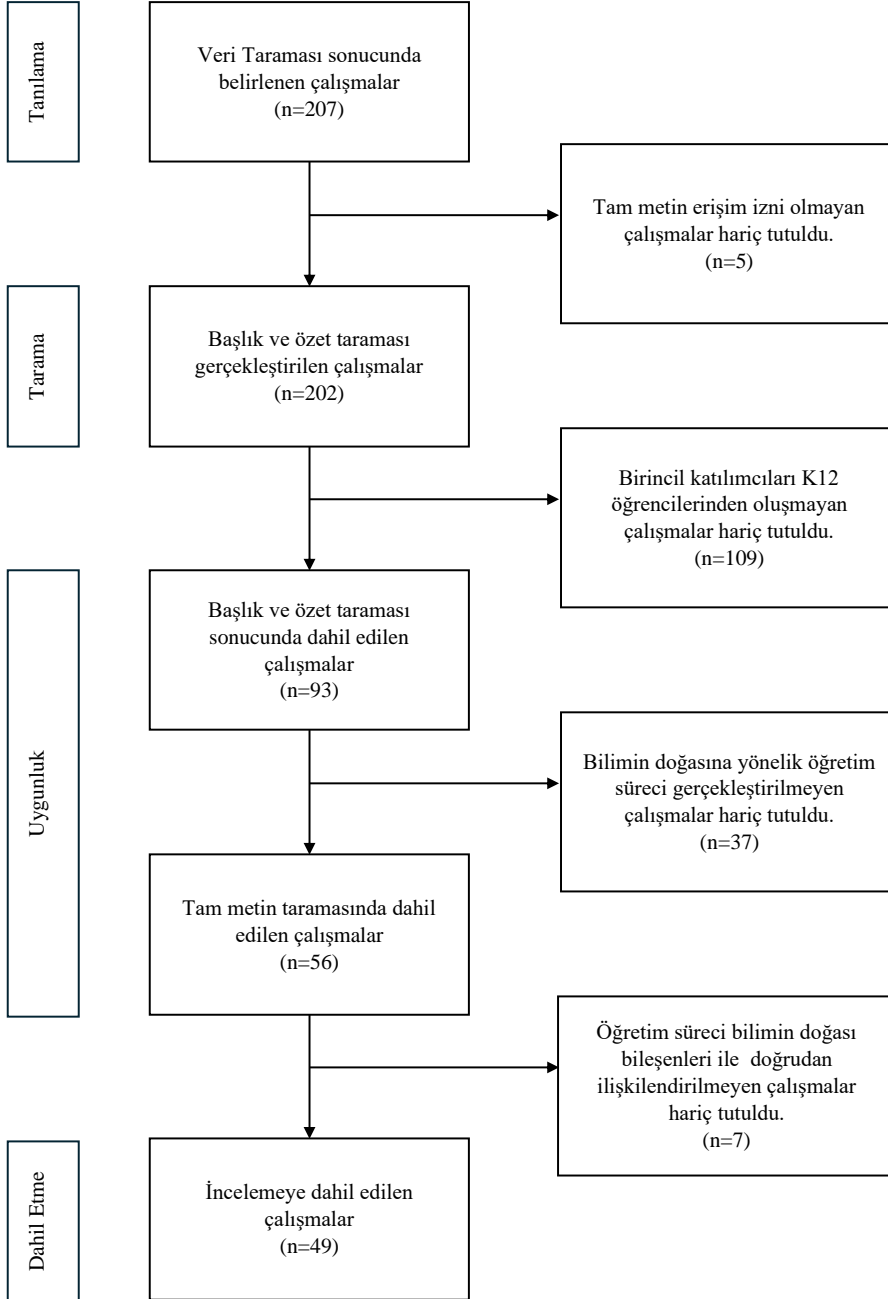 Tanılama
Veri Taraması sonucunda
belirlenen çalışmalar
(n=207)
Tam metin erişim izni olmayan
çalışmalar hariç tutuldu.
(n=5)
Tarama
Başlık ve özet taraması
gerçekleştirilen çalışmalar
(n=202)
Birincil katılımcıları K12
öğrencilerinden oluşmayan
çalışmalar hariç tutuldu.
(n=109)
Uygunluk
Başlık ve özet taraması
sonucunda dahil edilen
çalışmalar
(n=93)
Bilimin doğasına yönelik öğretim
süreci gerçekleştirilmeyen
çalışmalar hariç tutuldu.
(n=37)
Tam metin taramasında dahil
edilen çalışmalar
(n=56)
Öğretim süreci bilimin doğası
bileşenleri ile doğrudan
ilişkilendirilmeyen çalışmalar
hariç tutuldu.
(n=7)
Dahil Etme
İncelemeye dahil edilen
çalışmalar
(n=49)